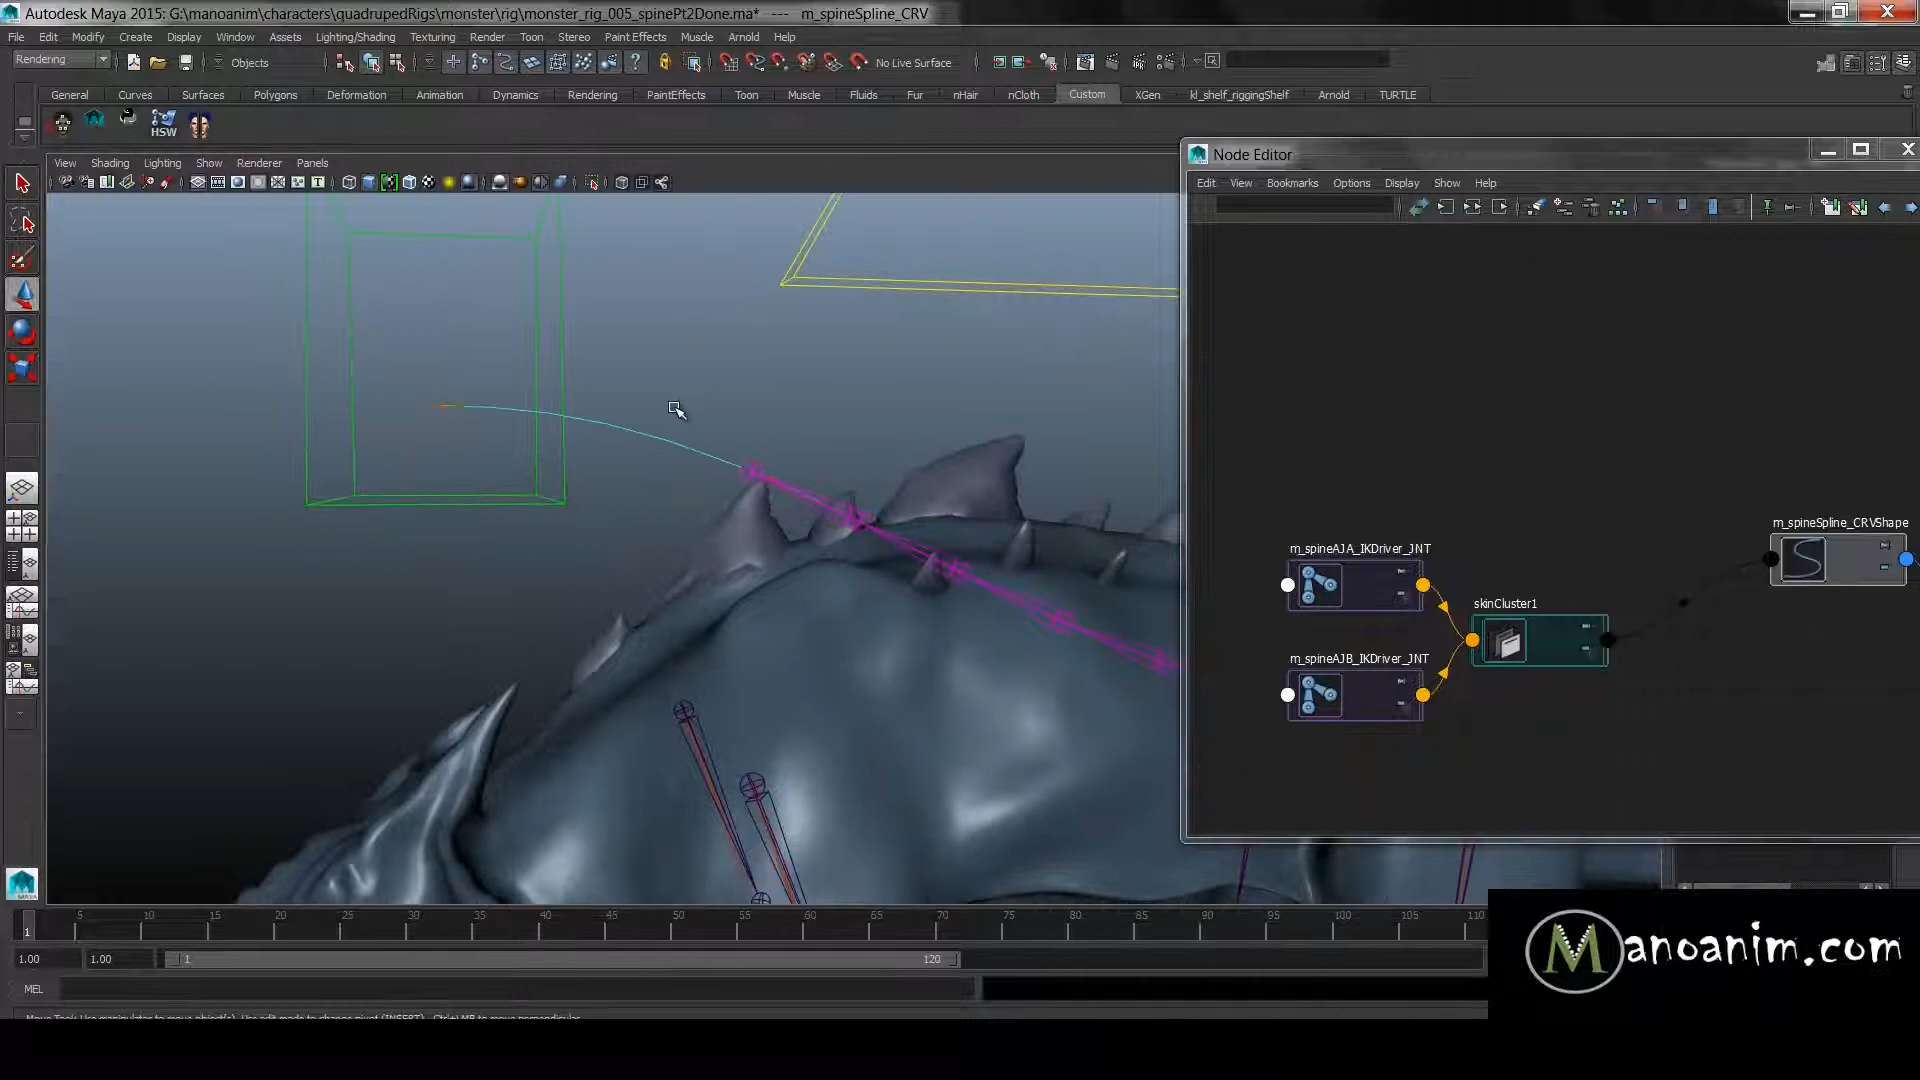 Autodesk Maya 2015: G:\manoanim\characters\quadrupedRigs\monster\rig\monster_rig_005_spinePt2Done.ma* --- m_spineSpline_CRV
File Edit Modify Create Display Window Assets Lighting/Shading Texturing Render Toon Stereo Paint Effects Muscle Arnold Help
Rendering Objects No Live Surface
General Curves Surfaces Polygons Deformation Animation Dynamics Rendering PaintEffects Toon Muscle Fluids Fur nHair nCloth Custom XGen kl_shelf_riggingShelf Arnold TURTLE
HSW
View Shading Lighting Show Renderer Panels
Node Editor
Edit View Bookmarks Options Display Show Help
m_spineSpline_CRVShape
m_spineAJA_IKDriver_JNT
skinCluster1
m_spineAJB_IKDriver_JNT
MAYA
5 10 15 20 25 30 35 40 45 50 55 60 65 70 75 80 85 90 95 100 105 110
1
1.00 1.00 1 120
MEL
Move Tool: Use manipulator to move object(s). Use edit mode to change pivot (INSERT). Ctrl+LMB to move perpendicular.
Manoanim.com